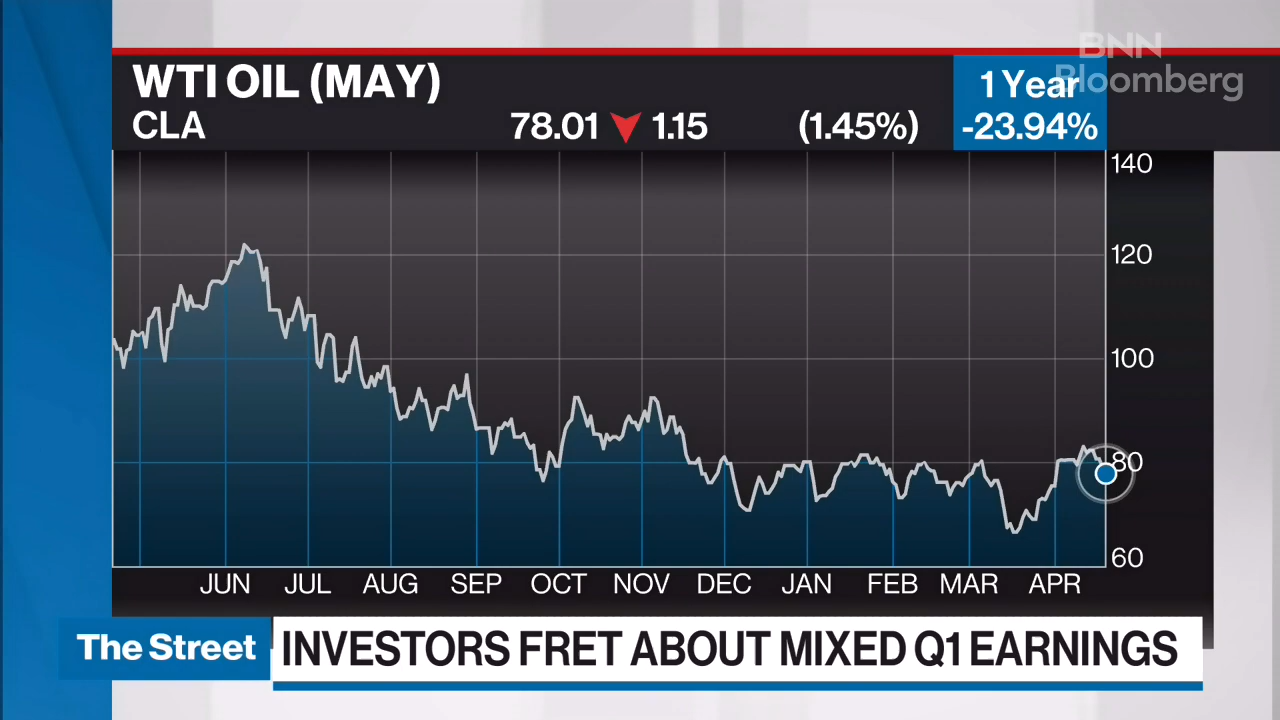 BNN
Bloomberg
WTI OIL (MAY)
CLA 78.01 1.15 (1.45%)
1 Year
-23.94%
140
120
100
80
60
JUN JUL AUG SEP OCT NOV DEC JAN FEB MAR APR
The Street
INVESTORS FRET ABOUT MIXED Q1 EARNINGS